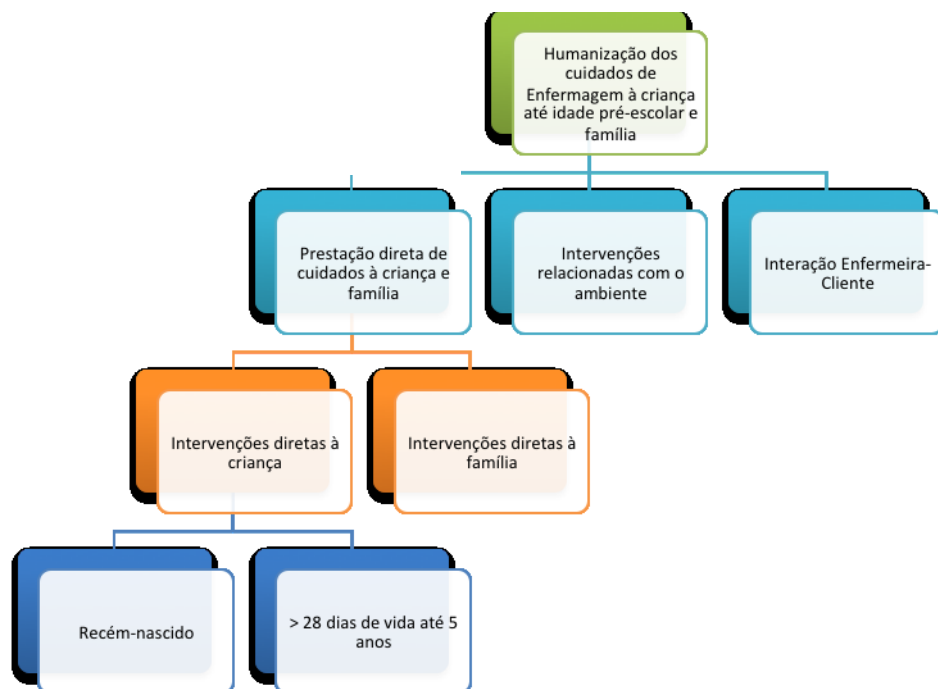 Humanização dos
cuidados de
Enfermagem à criança
até idade pré-escolar e
família
Prestação direta de
cuidados à criança e
família
Intervenções
relacionadas com o
ambiente
Interação Enfermeira-
Cliente
Intervenções diretas à
criança
Intervenções diretas à
família
Recém-nascido
> 28 dias de vida até 5
anos